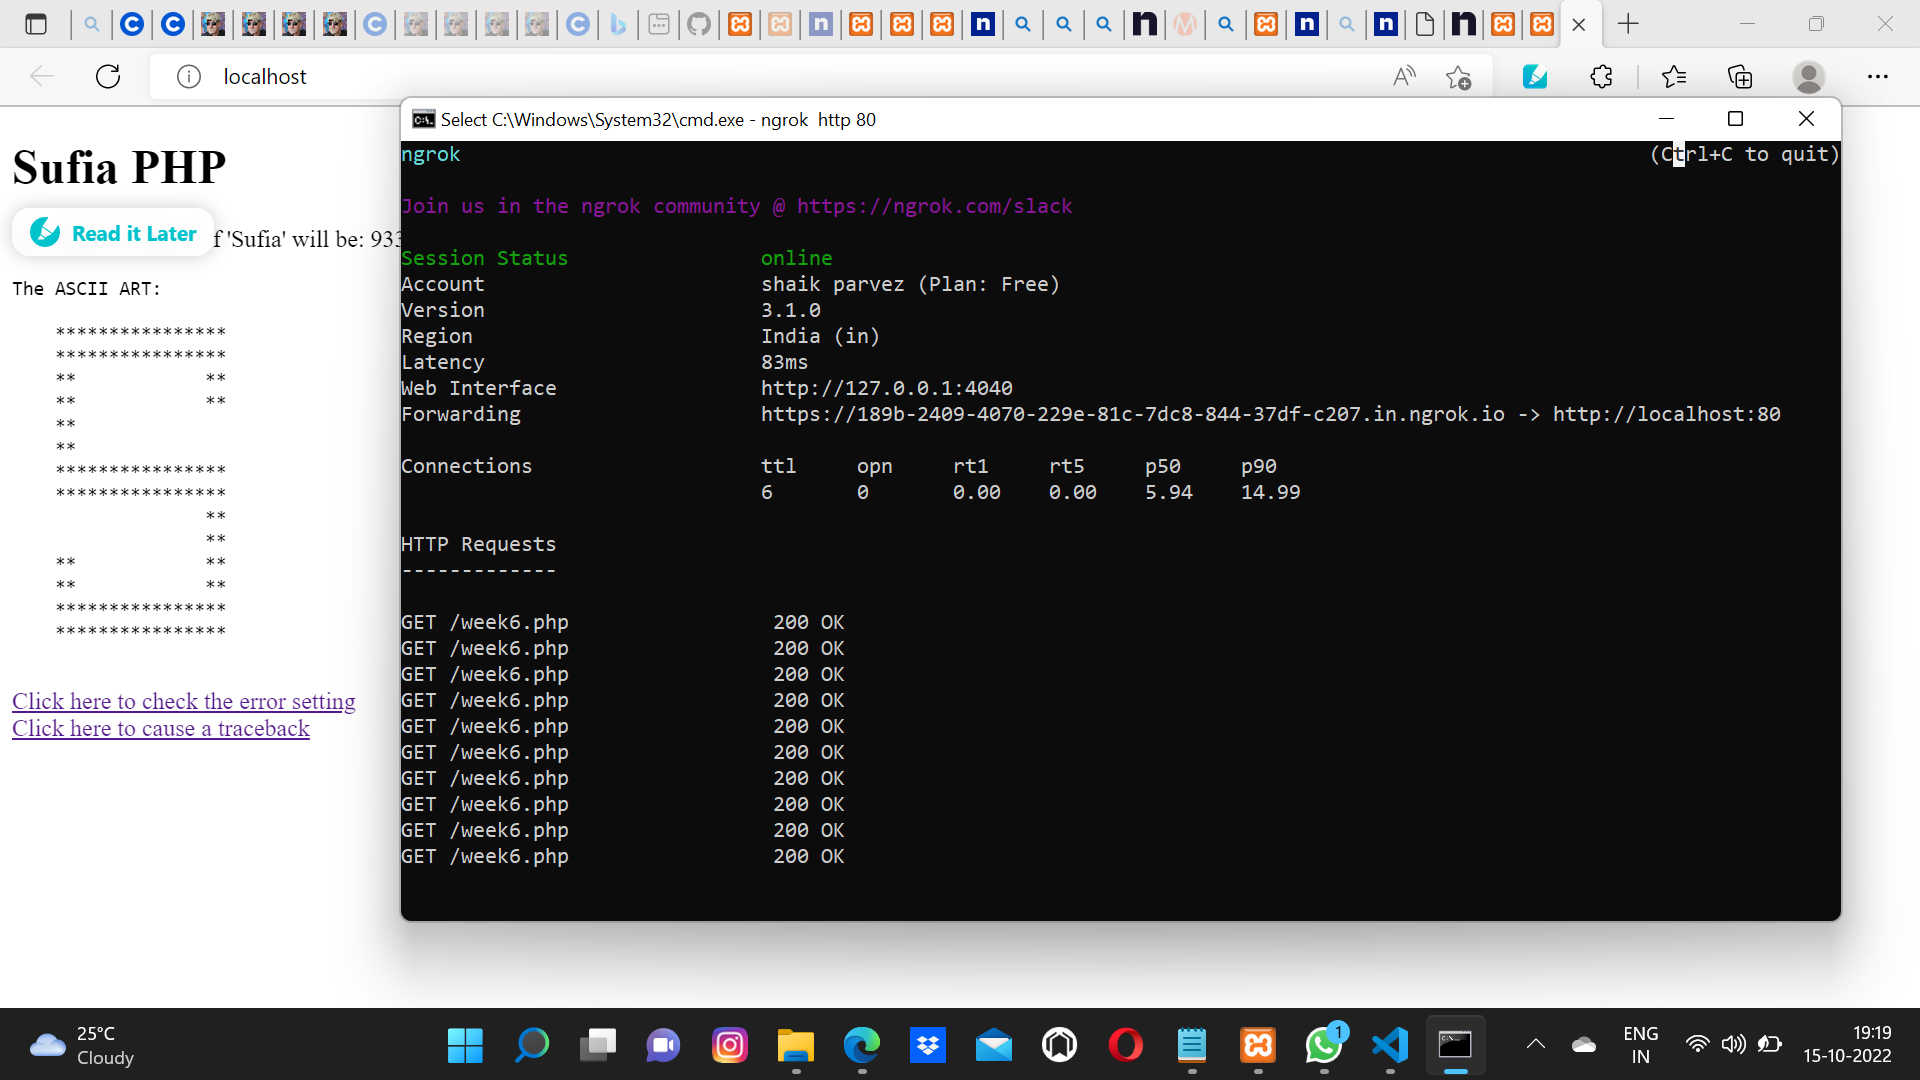 localhost
Select C:\Windows\System32\cmd.exe - ngrok  http 80
Sufia PHP
Read it Later
f 'Sufia' will be: 933
The ASCII ART:
    ****************
    ****************
    **            **
    **            **
    **
    **
    ****************
    ****************
                  **
                  **
    **            **
    **            **
    ****************
    ****************
Click here to check the error setting
Click here to cause a traceback
ngrok (Ctrl+C to quit)
Join us in the ngrok community @ https://ngrok.com/slack
Session Status online
Account shaik parvez (Plan: Free)
Version 3.1.0
Region India (in)
Latency 83ms
Web Interface http://127.0.0.1:4040
Forwarding https://189b-2409-4070-229e-81c-7dc8-844-37df-c207.in.ngrok.io -> http://localhost:80
Connections ttl opn rt1 rt5 p50 p90
6 0 0.00 0.00 5.94 14.99
HTTP Requests
-------------
GET /week6.php 200 OK
GET /week6.php 200 OK
GET /week6.php 200 OK
GET /week6.php 200 OK
GET /week6.php 200 OK
GET /week6.php 200 OK
GET /week6.php 200 OK
GET /week6.php 200 OK
GET /week6.php 200 OK
GET /week6.php 200 OK
25°C
Cloudy
1
ENG
IN
19:19
15-10-2022